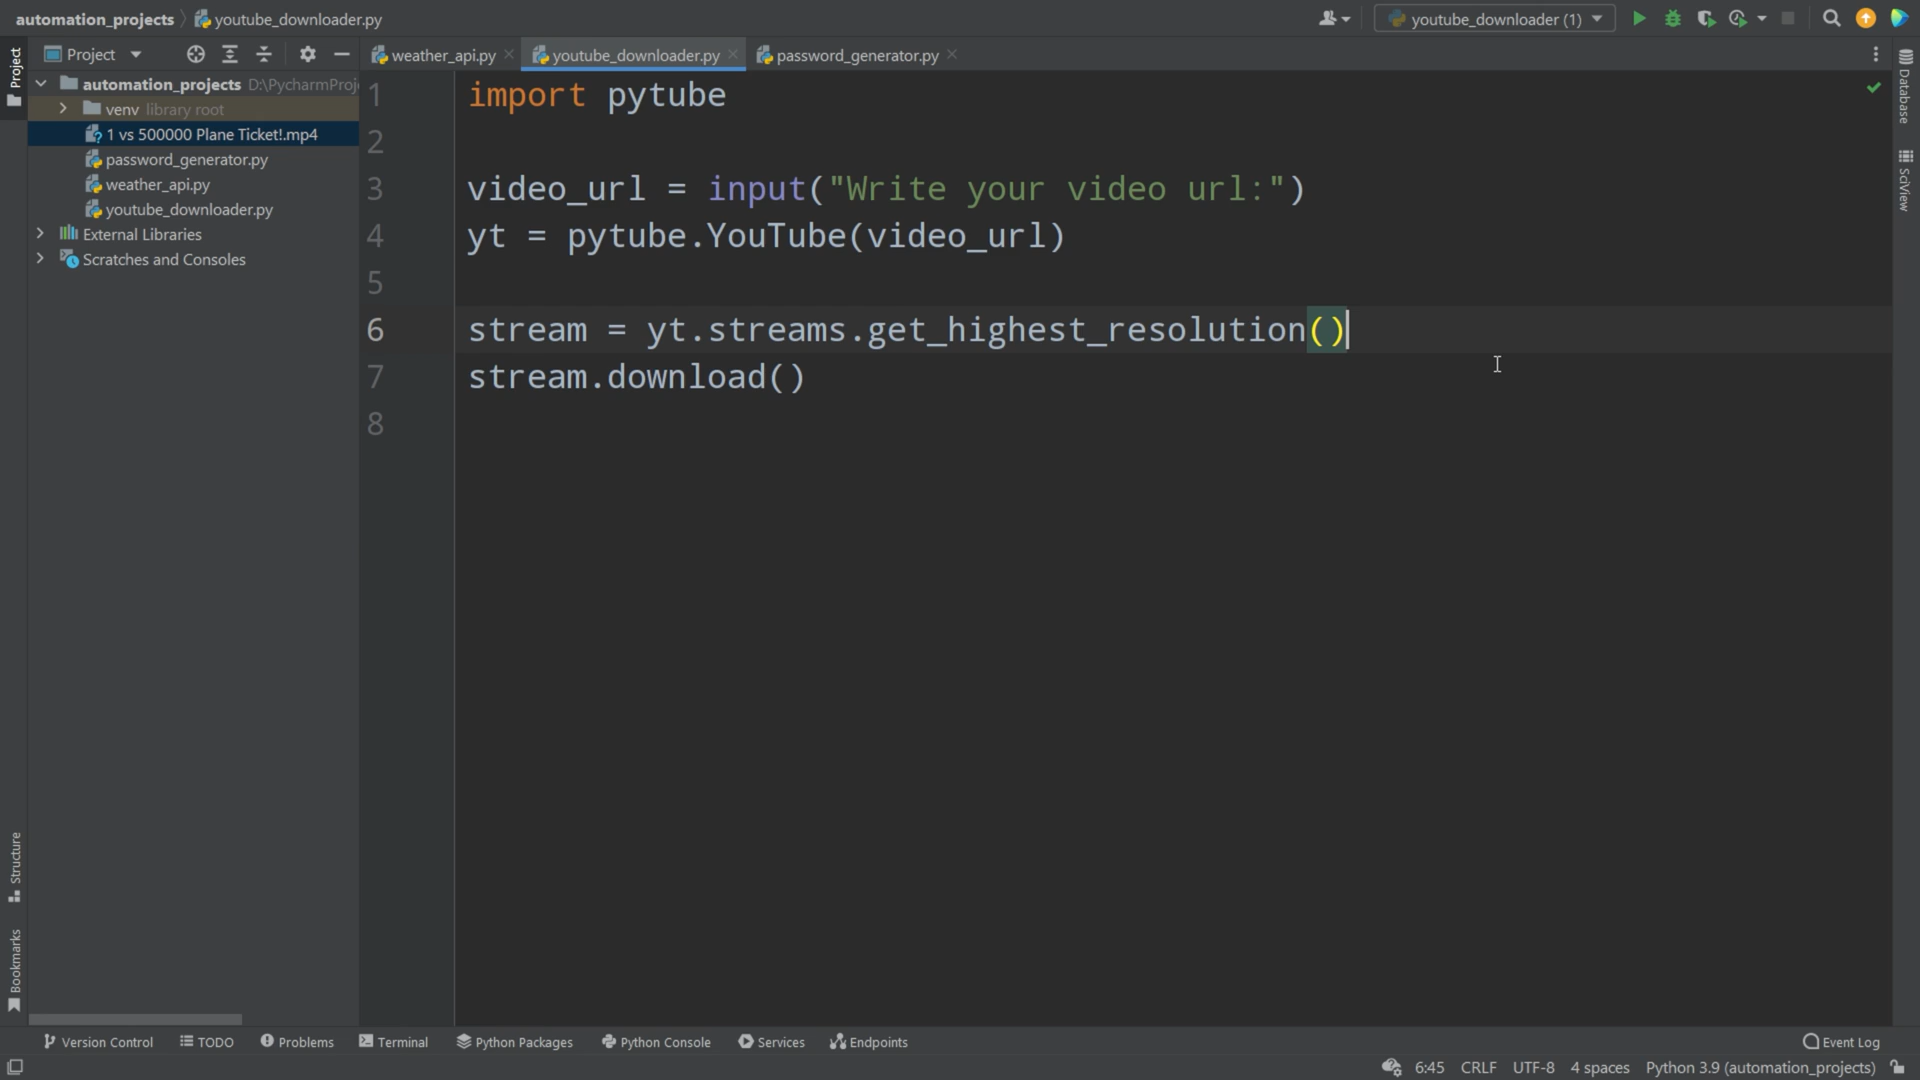 automation_projects youtube_downloader.py
youtube_downloader (1)
Project
weather_api.py youtube_downloader.py password_generator.py
Project
automation_projects D:\PycharmProj
venv library root
1 vs 500000 Plane Ticket!.mp4
password_generator.py
weather_api.py
youtube_downloader.py
External Libraries
Scratches and Consoles
Structure
Bookmarks
1 import pytube
2
3 video_url = input("Write your video url:")
4 yt = pytube.YouTube(video_url)
5
6 stream = yt.streams.get_highest_resolution()
7 stream.download()
8
Database
SciView
Version Control TODO Problems Terminal Python Packages Python Console Services Endpoints Event Log
6:45 CRLF UTF-8 4 spaces Python 3.9 (automation_projects)